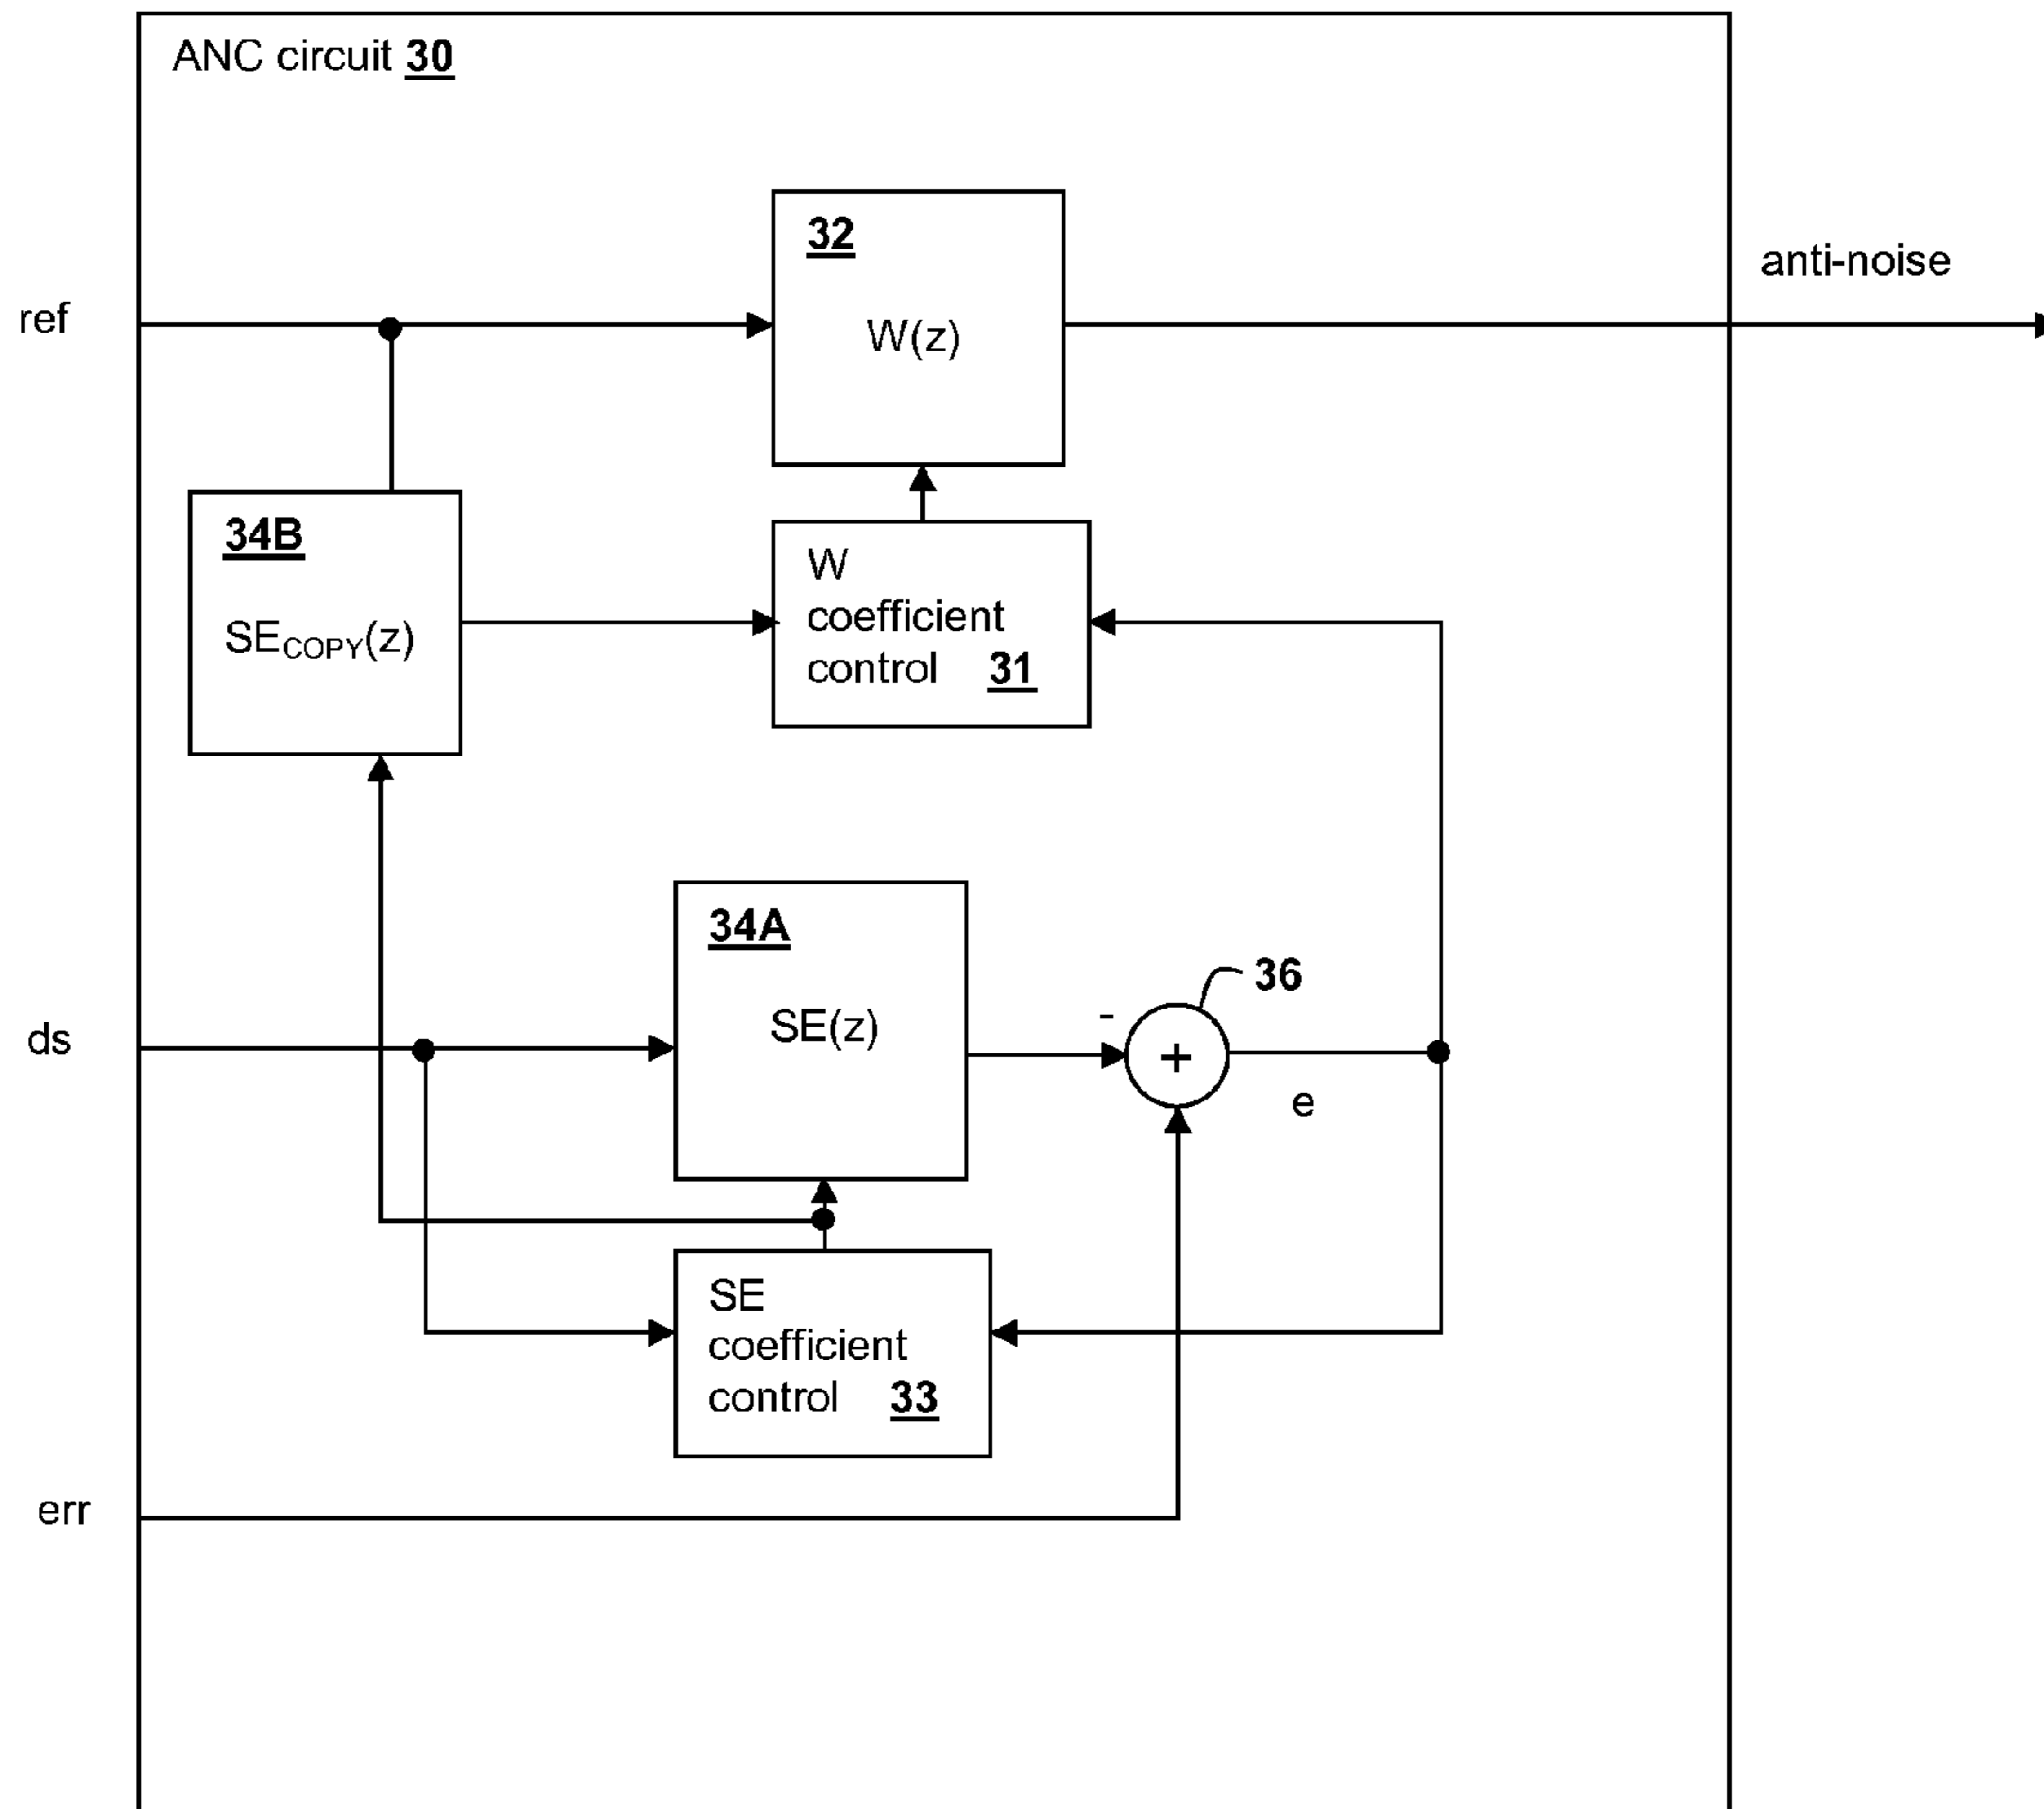 ANC circuit 30
32
anti-noise
ref
W(z)
34B
SECOPY(z)
W
coefficient
control 31
34A
36
ds
SE(z)
-
+
e
SE
coefficient
control 33
err